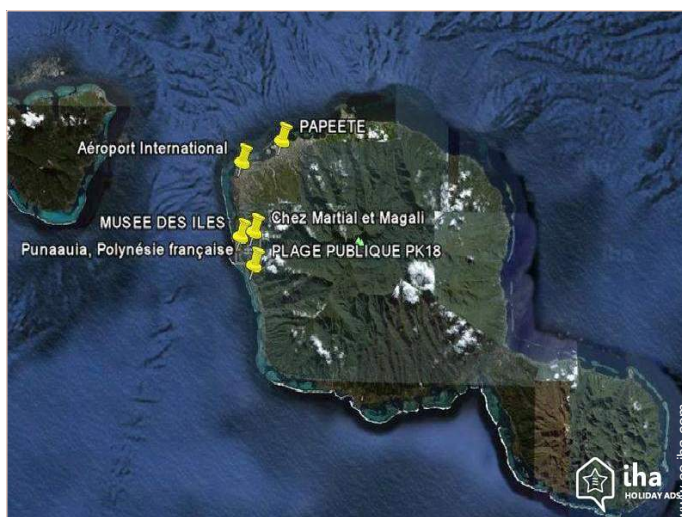 PAPEETE
Aéroport International
MUSEE DES ILES
Chez Martial et Magali
Punaauia, Polynésie française
PLAGE PUBLIQUE PK18
iha
HOLIDAY ADS